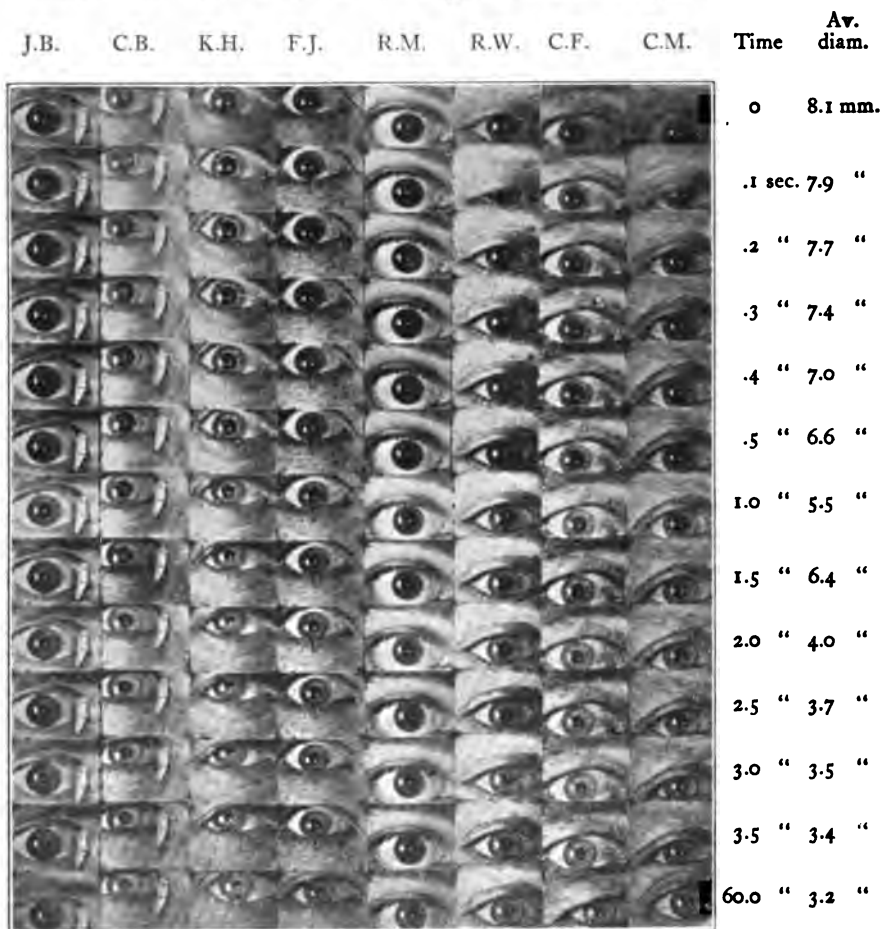 J.B. C.B. K.H. F.J. R.M. R.W. C.F. C.M. Time Av. diam.
0 8.1 mm.
.1 sec. 7.9 “
.2 “ 7.7 “
.3 “ 7.4 “
.4 “ 7.0 “
.5 “ 6.6 “
1.0 “ 5.5 “
1.5 “ 6.4 “
2.0 “ 4.0 “
2.5 “ 3.7 “
3.0 “ 3.5 “
3.5 “ 3.4 “
60.0 “ 3.2 “